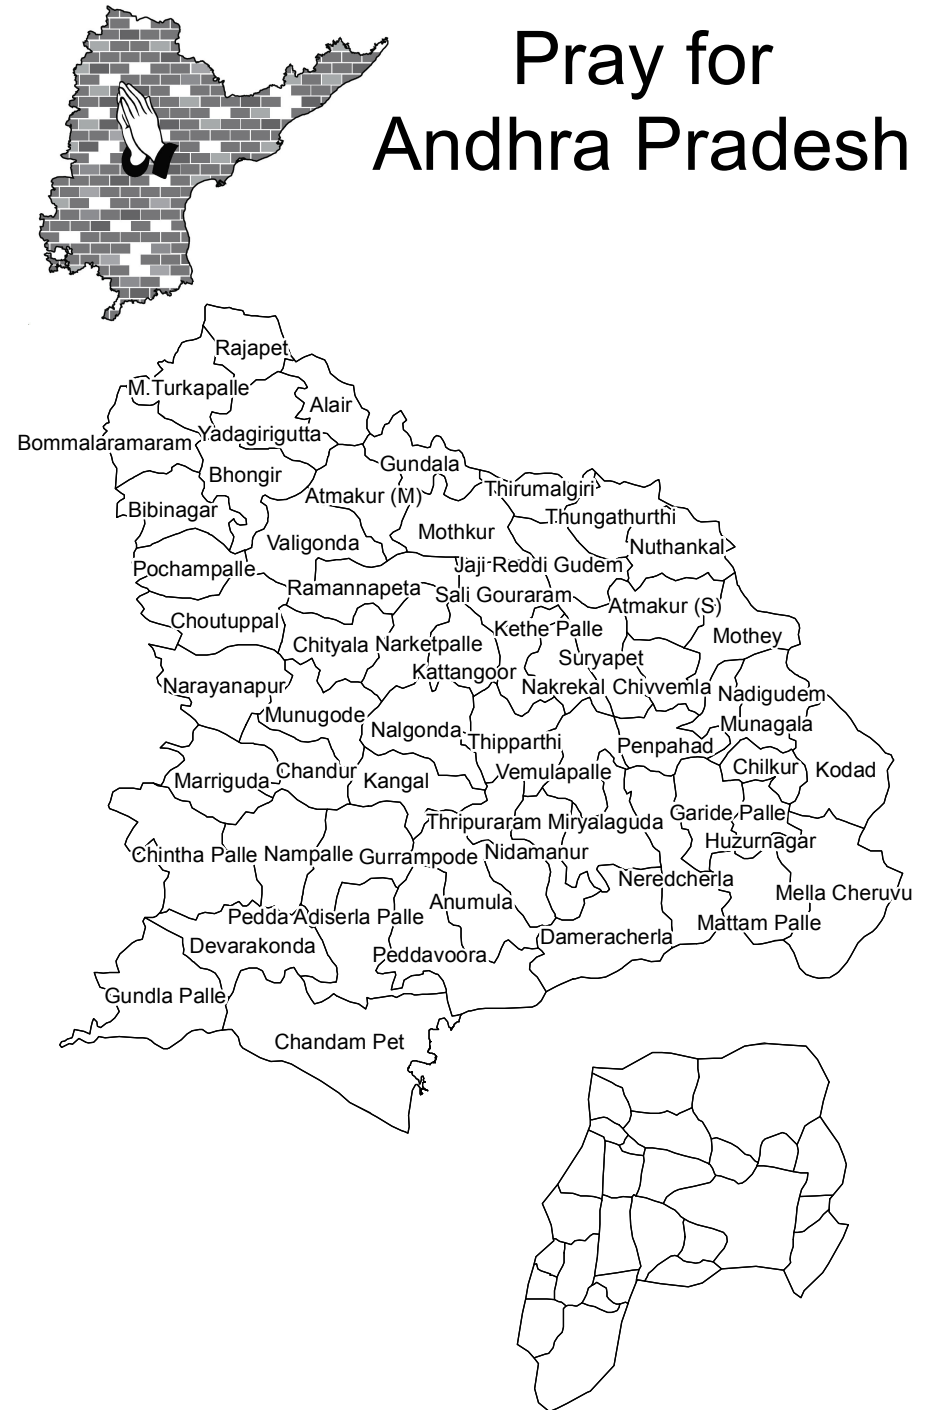 Pray for
Andhra Pradesh
Rajapet
M.Turkapalle
Alair
Yadagirigutta
Bommalaramaram
Gundala
Bhongir
Thirumalgiri
Atmakur (M)
Bibinagar
Thungathurthi
Mothkur
Valigonda
Nuthankal
Jaji-Reddi Gudem
Pochampalle
Ramannapeta
Sali Gouraram
Atmakur (S)
Choutuppal
Kethe Palle
Mothey
Chityala
Narketpalle
Suryapet
Kattangoor
Narayanapur
Nakrekal
Chivvemla
Nadigudem
Munugode
Munagala
Nalgonda
Thipparthi
Penpahad
Chilkur
Kodad
Chandur
Vemulapalle
Marriguda
Kangal
Garide Palle
Thripuraram
Miryalaguda
Huzurnagar
Chintha Palle
Nampalle
Gurrampode
Nidamanur
Neredcherla
Mella Cheruvu
Anumula
Pedda Adiserla Palle
Mattam Palle
Dameracherla
Devarakonda
Peddavoora
Gundla Palle
Chandam Pet